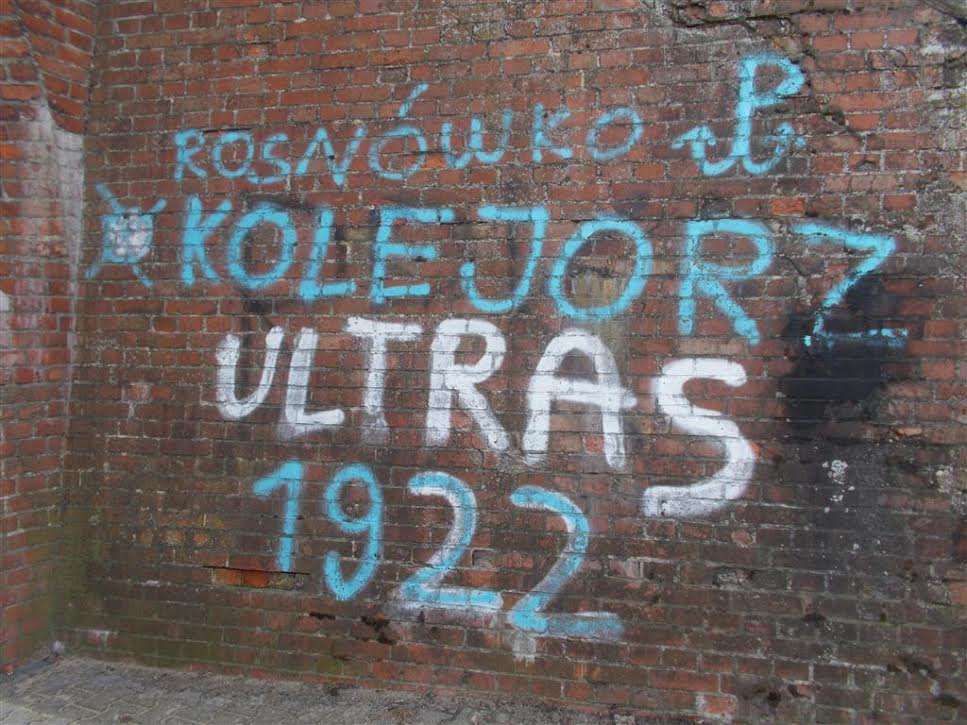 ROSNÓWKO
KOLEJORZ
ULTRAS
1922